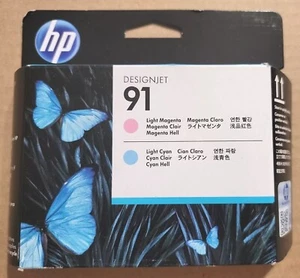 hp
DESIGNJET
91
Light Magenta Magenta Claro 연한 빨강
Magenta Clair ライトマゼンタ 浅品紅色
Magenta Hell
Light Cyan Cian Claro 연한 파랑
Cyan Clair ライトシアン 浅青色
Cyan Hell